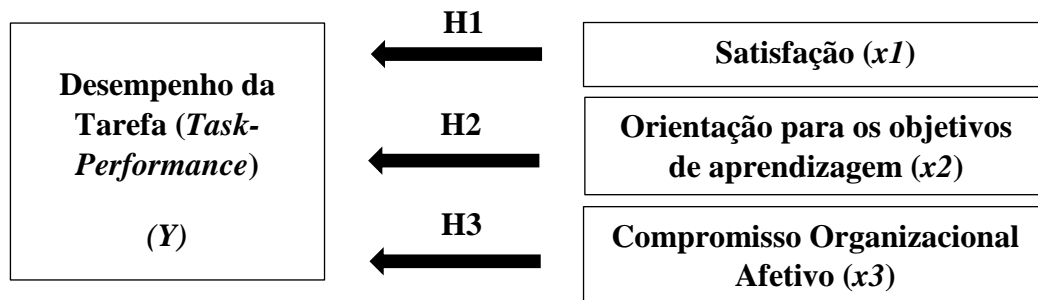 Desempenho da
Tarefa (Task-
Performance)
(Y)
H1
H2
H3
Satisfação (x1)
Orientação para os objetivos
de aprendizagem (x2)
Compromisso Organizacional
Afetivo (x3)